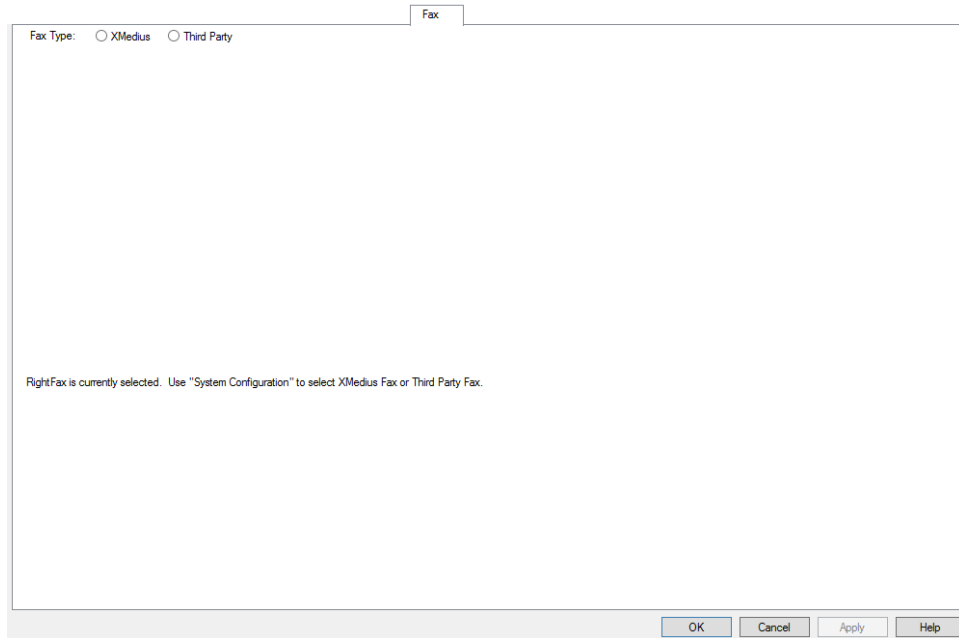 Fax
Fax Type: XMedius Third Party
RightFax is currently selected. Use "System Configuration" to select XMedius Fax or Third Party Fax.
OK Cancel Apply Help